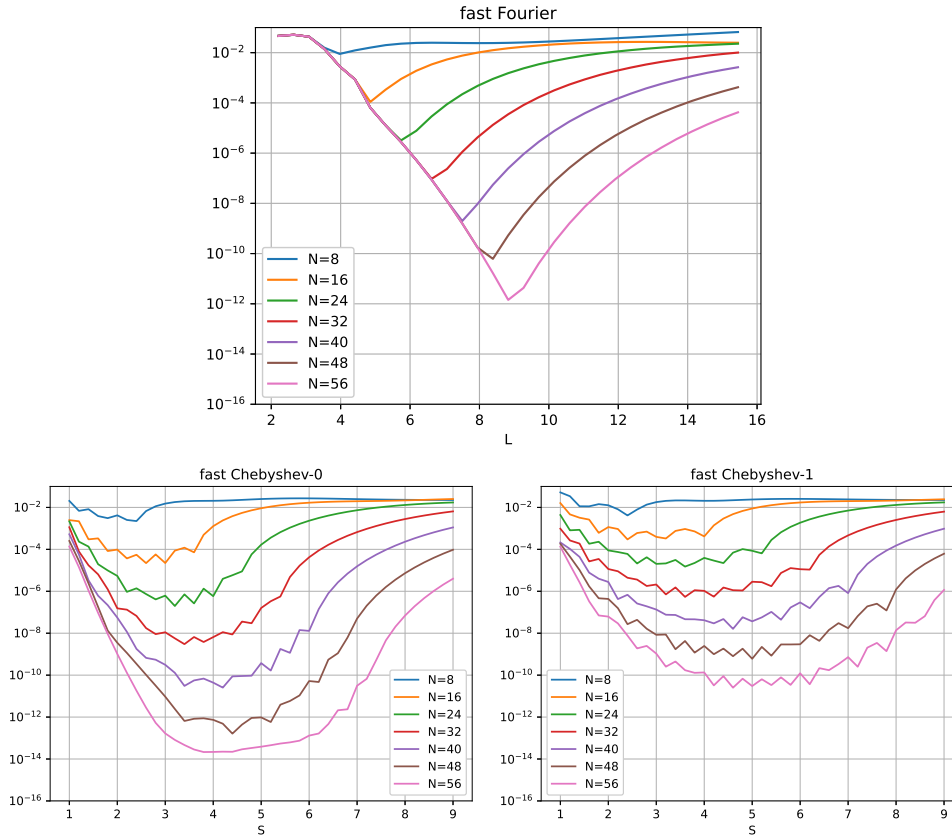 fast Fourier
10⁻²
10⁻⁴
10⁻⁶
10⁻⁸
10⁻¹⁰
10⁻¹²
10⁻¹⁴
10⁻¹⁶
N=8
N=16
N=24
N=32
N=40
N=48
N=56
2 4 6 8 10 12 14 16
L
fast Chebyshev-0
10⁻²
10⁻⁴
10⁻⁶
10⁻⁸
10⁻¹⁰
10⁻¹²
10⁻¹⁴
10⁻¹⁶
N=8
N=16
N=24
N=32
N=40
N=48
N=56
1 2 3 4 5 6 7 8 9
S
fast Chebyshev-1
10⁻²
10⁻⁴
10⁻⁶
10⁻⁸
10⁻¹⁰
10⁻¹²
10⁻¹⁴
10⁻¹⁶
N=8
N=16
N=24
N=32
N=40
N=48
N=56
1 2 3 4 5 6 7 8 9
S